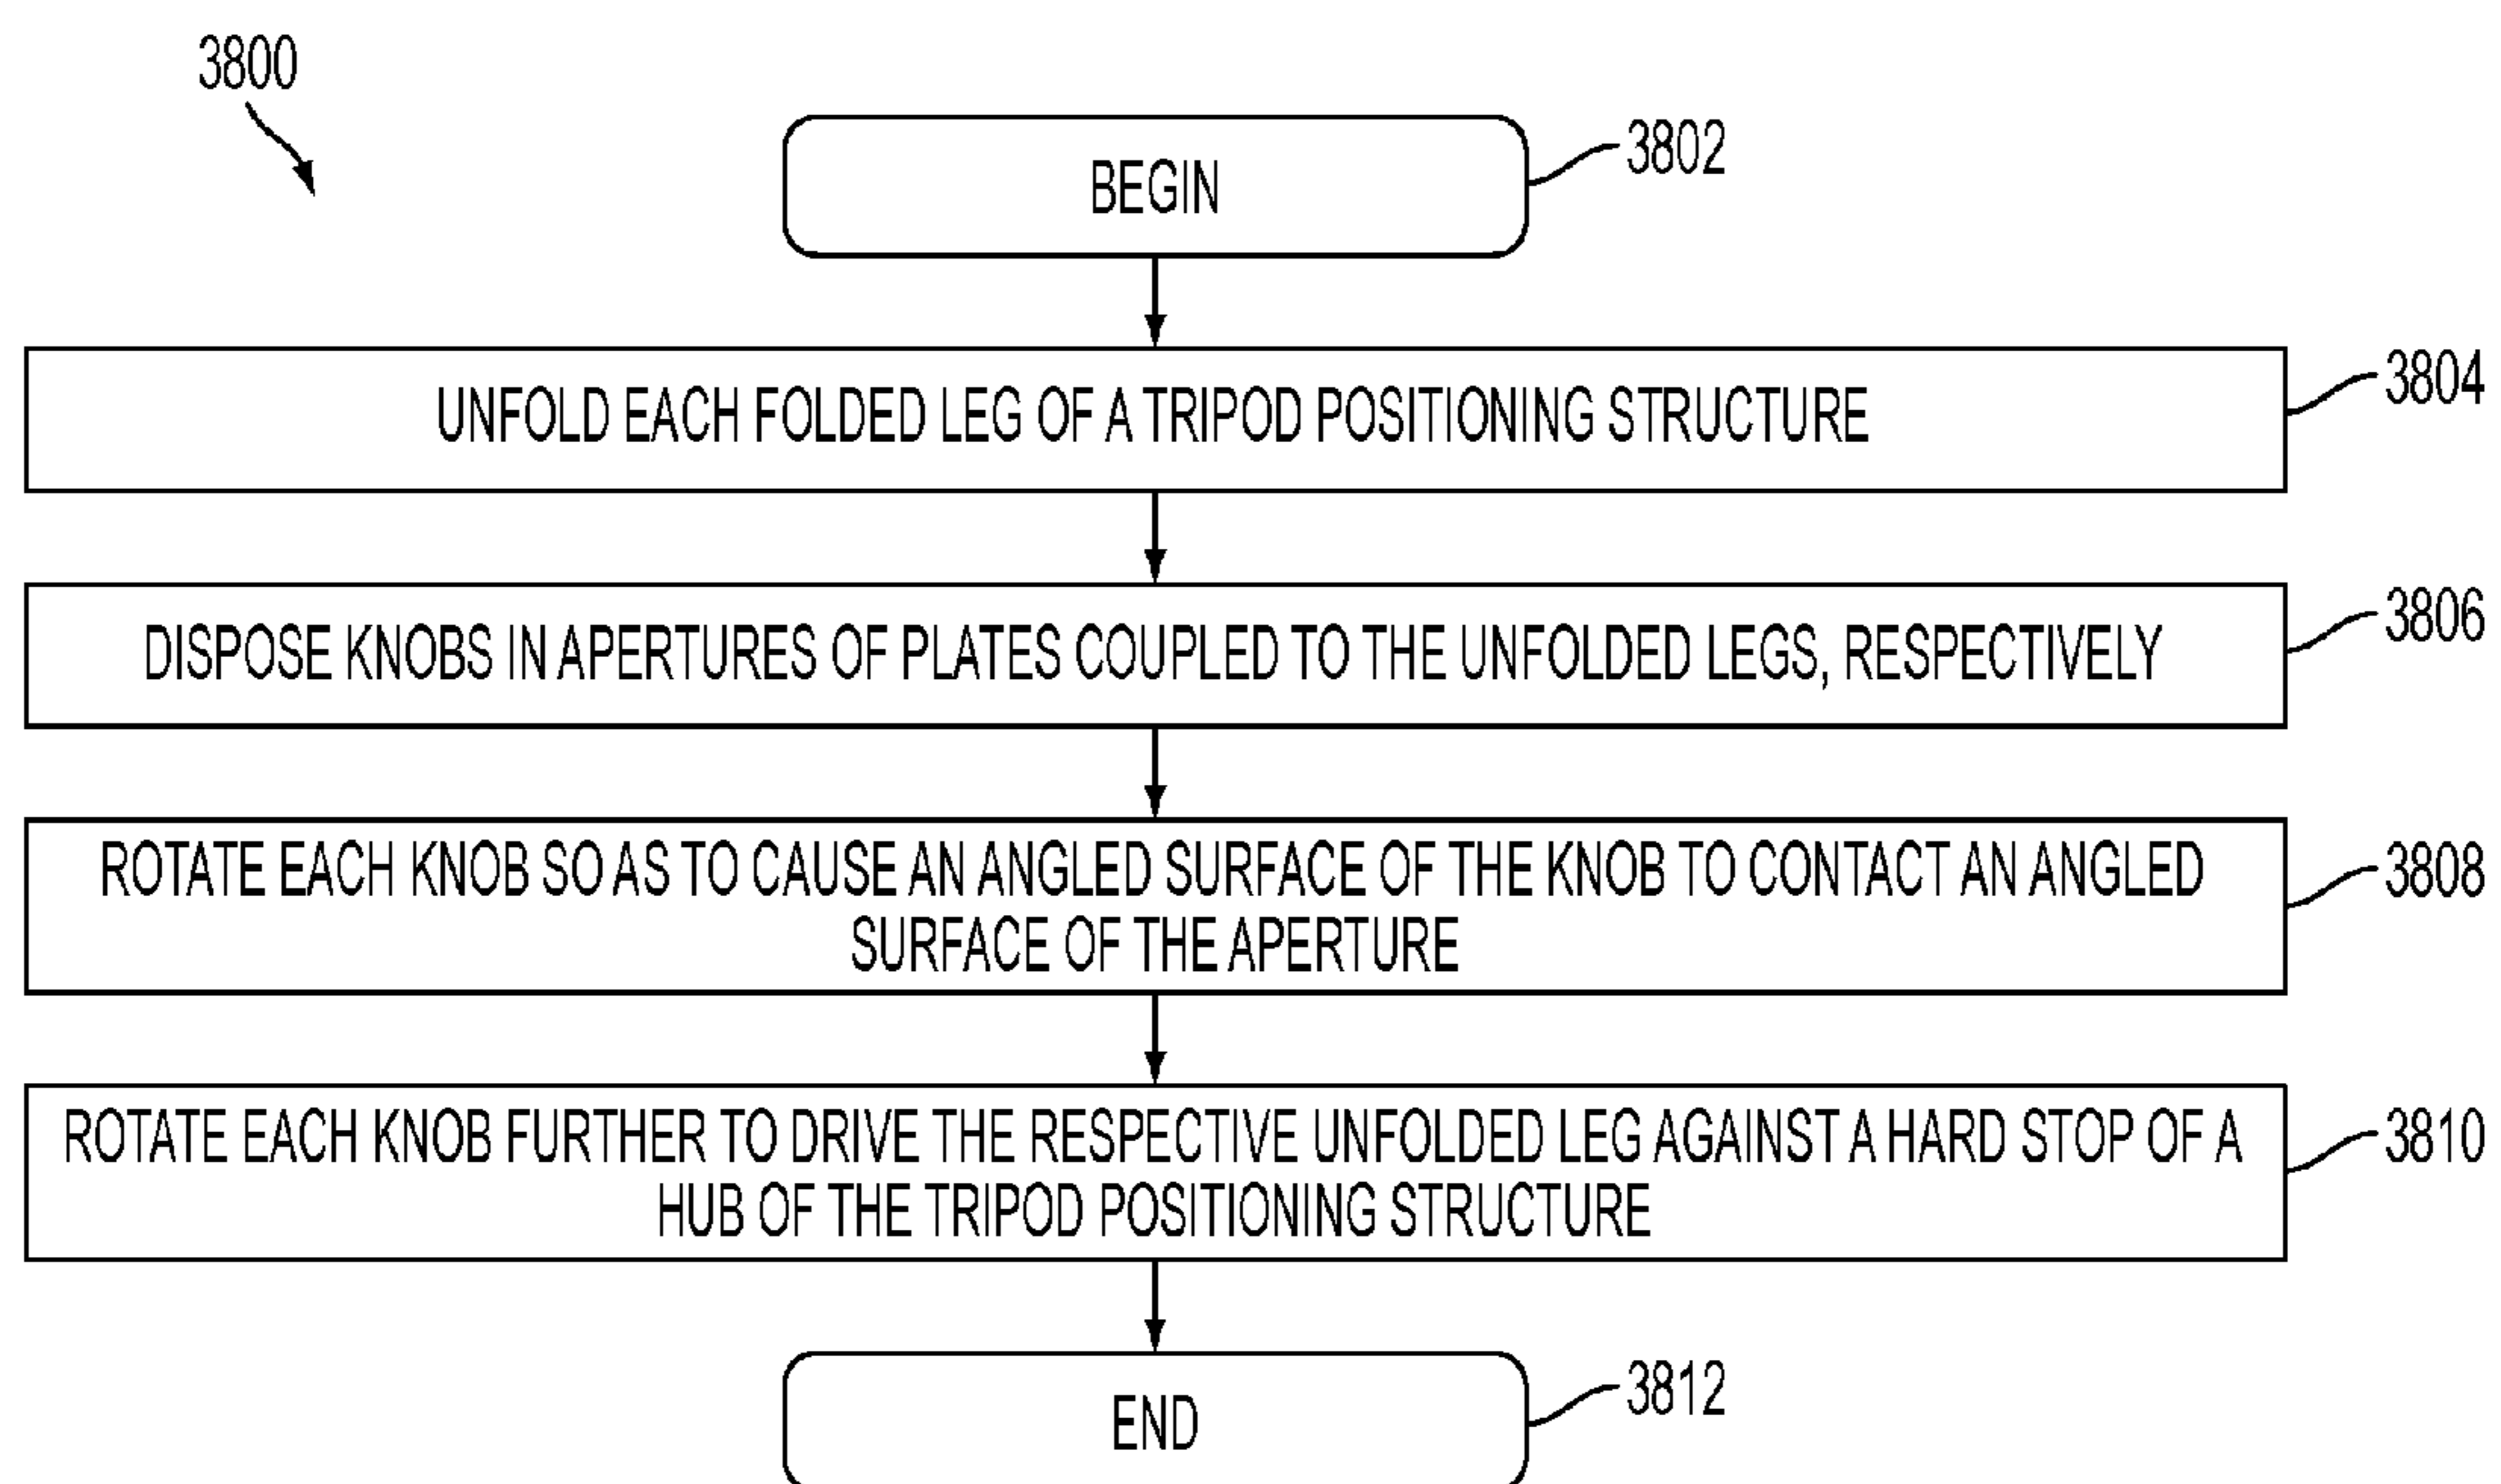 3800
BEGIN
3802
UNFOLD EACH FOLDED LEG OF A TRIPOD POSITIONING STRUCTURE
3804
DISPOSE KNOBS IN APERTURES OF PLATES COUPLED TO THE UNFOLDED LEGS, RESPECTIVELY
3806
ROTATE EACH KNOB SO AS TO CAUSE AN ANGLED SURFACE OF THE KNOB TO CONTACT AN ANGLED
SURFACE OF THE APERTURE
3808
ROTATE EACH KNOB FURTHER TO DRIVE THE RESPECTIVE UNFOLDED LEG AGAINST A HARD STOP OF A
HUB OF THE TRIPOD POSITIONING STRUCTURE
3810
END
3812